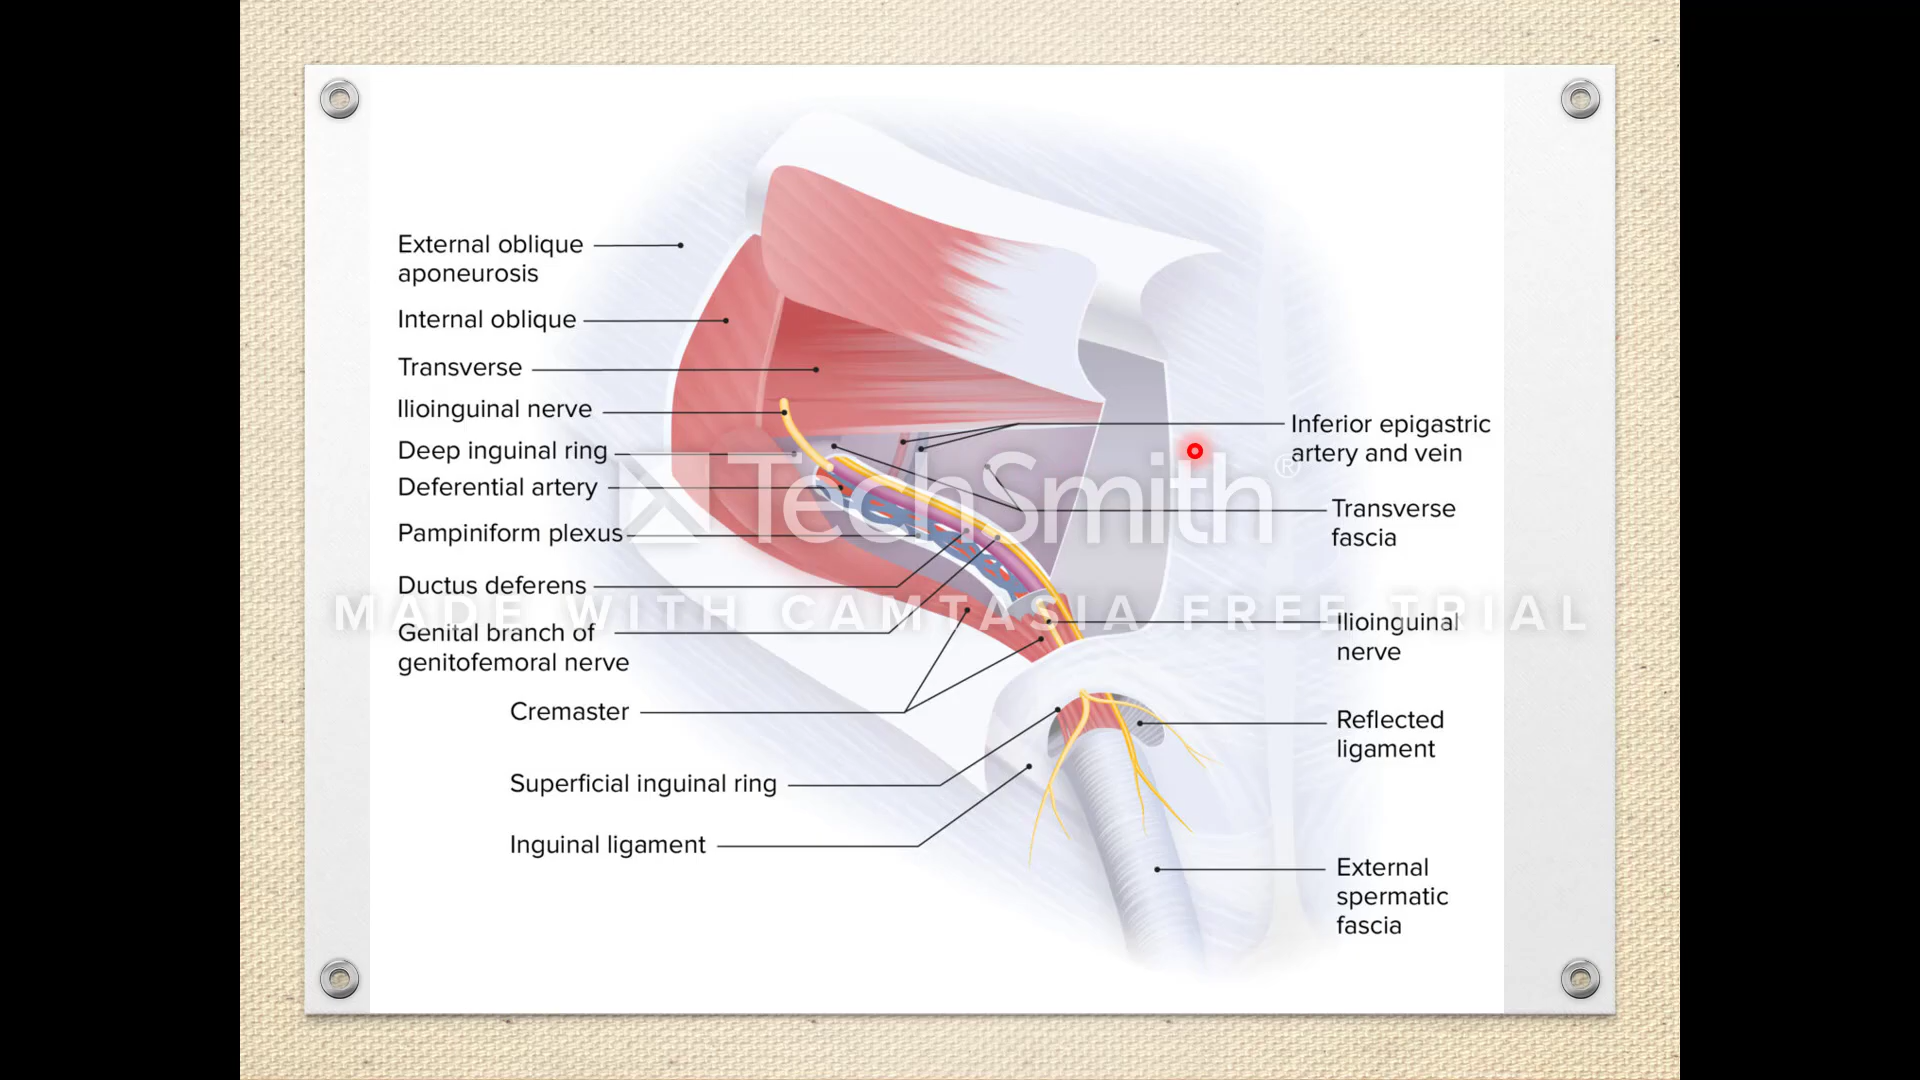 External oblique
aponeurosis
Internal oblique
Transverse
Ilioinguinal nerve
Deep inguinal ring
Deferential artery
Pampiniform plexus
Ductus deferens
Genital branch of
genitofemoral nerve
Cremaster
Superficial inguinal ring
Inguinal ligament
Inferior epigastric
artery and vein
Transverse
fascia
Ilioinguinal
nerve
Reflected
ligament
External
spermatic
fascia
TechSmith®
MADE WITH CAMTASIA FREE TRIAL